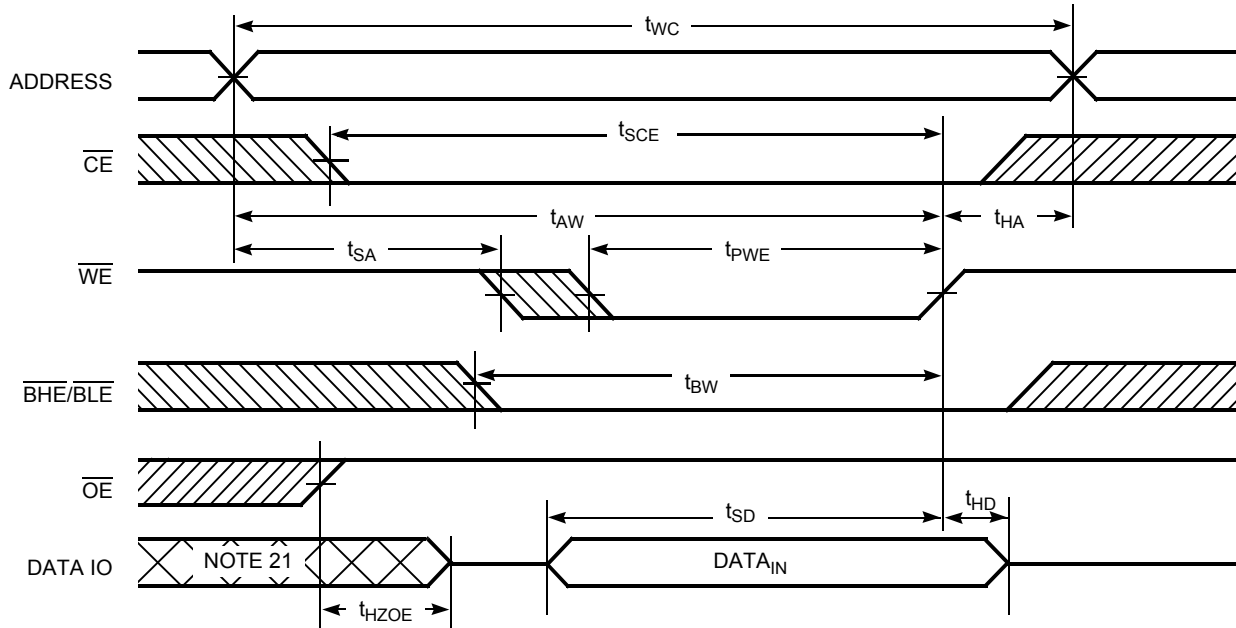 tWC
ADDRESS
tSCE
CE
tAW
tHA
tSA
tPWE
WE
tBW
BHE/BLE
OE
tSD
tHD
DATA IO
NOTE 21
DATAIN
tHZOE